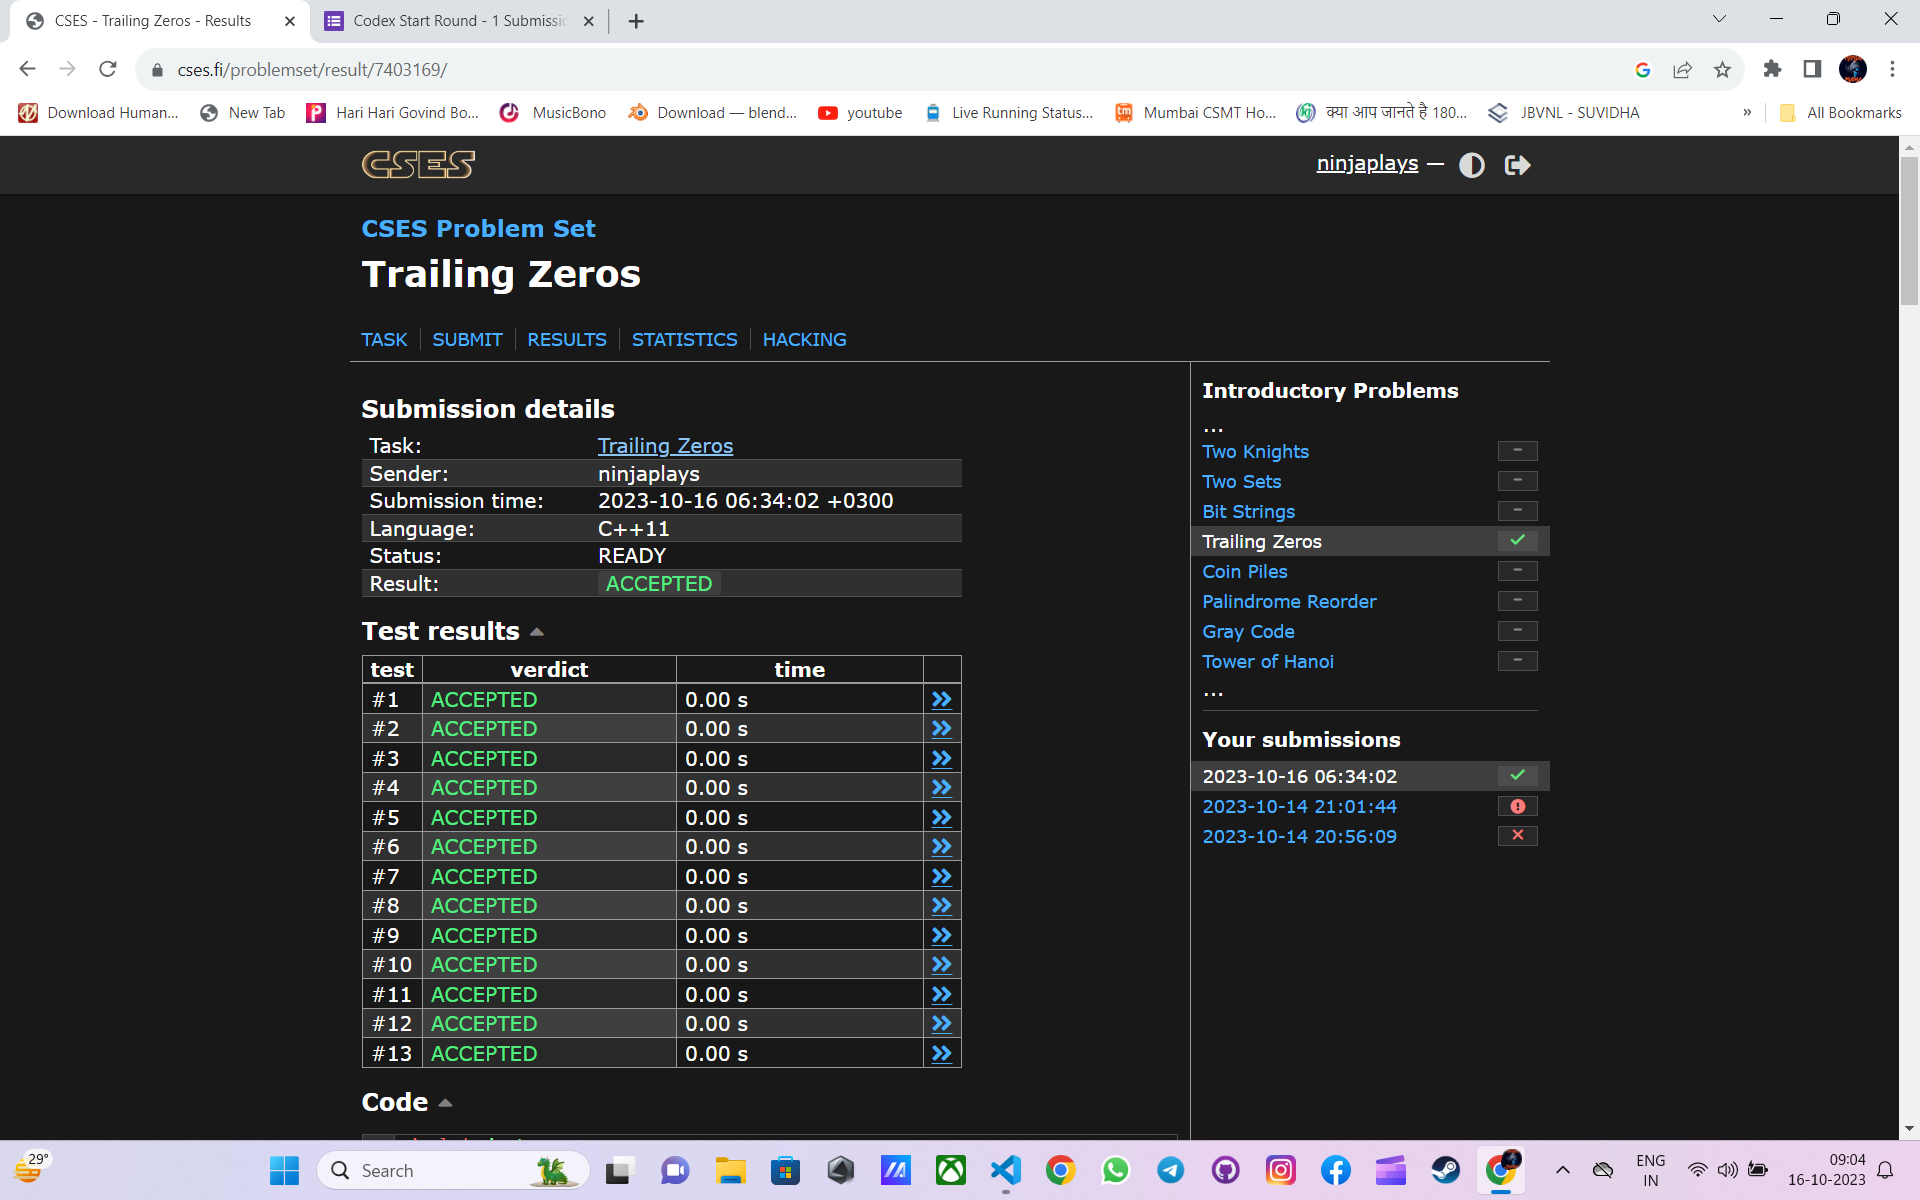 CSES - Trailing Zeros - Results
Codex Start Round - 1 Submissic
cses.fi/problemset/result/7403169/
Download Human...
New Tab
Hari Hari Govind Bo...
MusicBono
Download — blend...
youtube
Live Running Status...
Mumbai CSMT Ho...
क्या आप जानते है 180...
JBVNL - SUVIDHA
»
All Bookmarks
CSES
ninjaplays —
CSES Problem Set
Trailing Zeros
TASK
SUBMIT
RESULTS
STATISTICS
HACKING
Submission details
Task: Trailing Zeros
Sender: ninjaplays
Submission time: 2023-10-16 06:34:02 +0300
Language: C++11
Status: READY
Result: ACCEPTED
Test results
test verdict time
#1 ACCEPTED 0.00 s
#2 ACCEPTED 0.00 s
#3 ACCEPTED 0.00 s
#4 ACCEPTED 0.00 s
#5 ACCEPTED 0.00 s
#6 ACCEPTED 0.00 s
#7 ACCEPTED 0.00 s
#8 ACCEPTED 0.00 s
#9 ACCEPTED 0.00 s
#10 ACCEPTED 0.00 s
#11 ACCEPTED 0.00 s
#12 ACCEPTED 0.00 s
#13 ACCEPTED 0.00 s
Code
Introductory Problems
...
Two Knights
Two Sets
Bit Strings
Trailing Zeros
Coin Piles
Palindrome Reorder
Gray Code
Tower of Hanoi
...
Your submissions
2023-10-16 06:34:02
2023-10-14 21:01:44
2023-10-14 20:56:09
29°
Search
ENG
IN
09:04
16-10-2023